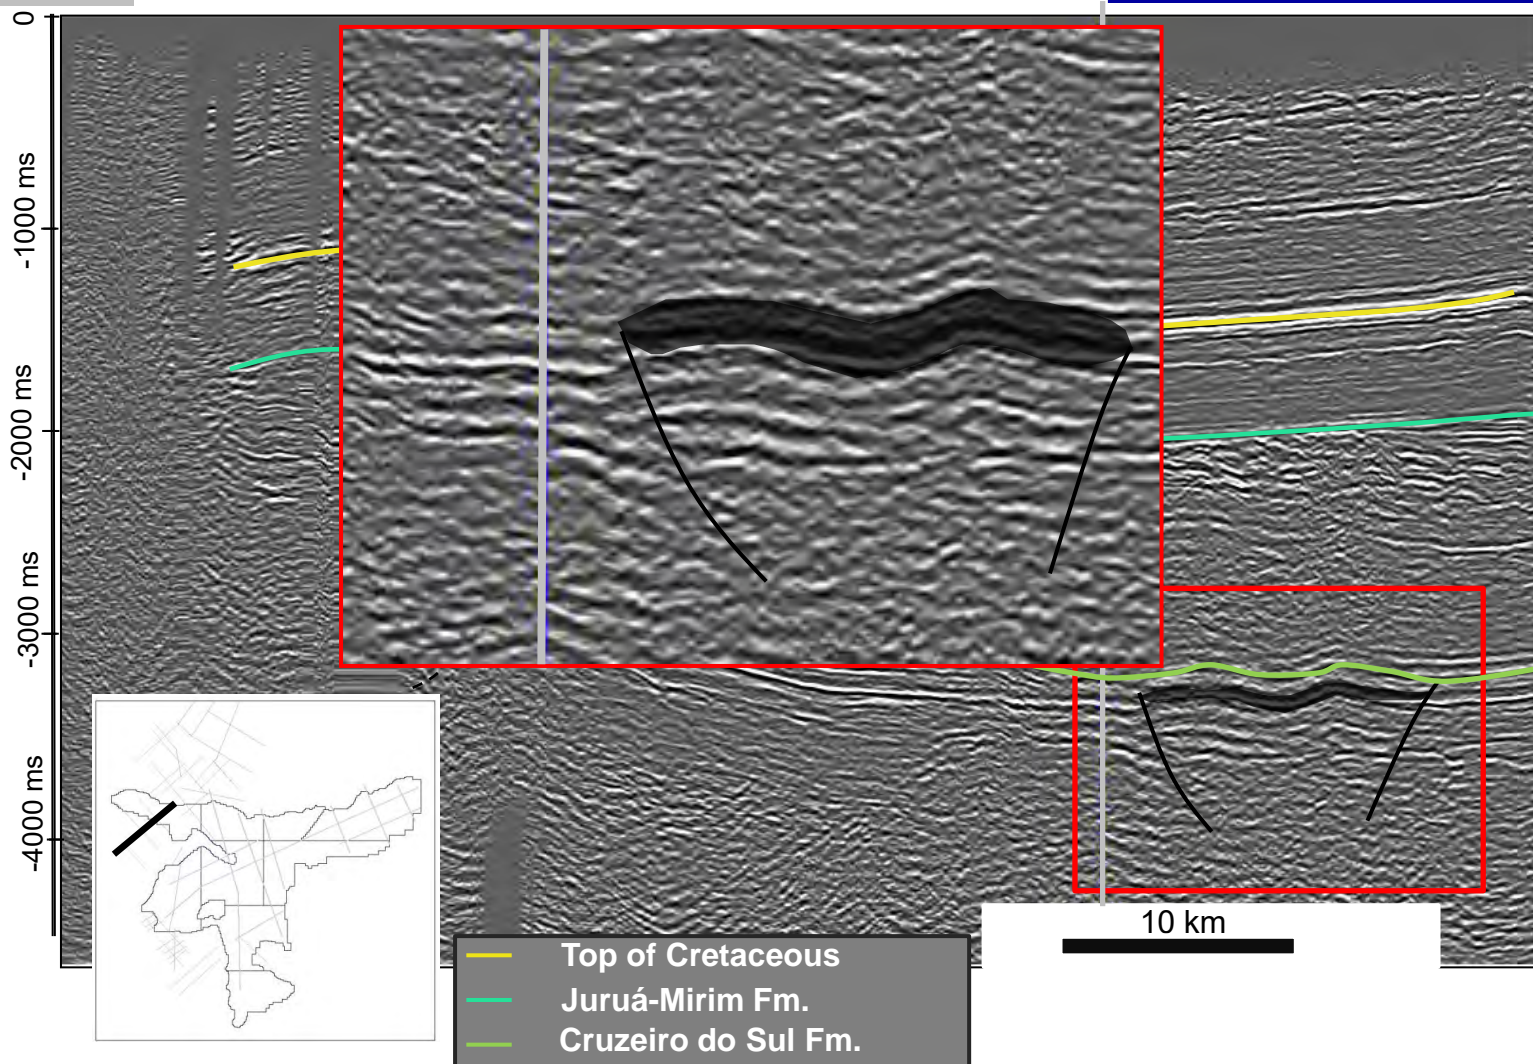 0
-1000 ms
-2000 ms
-3000 ms
-4000 ms
10 km
Top of Cretaceous
Juruá-Mirim Fm.
Cruzeiro do Sul Fm.